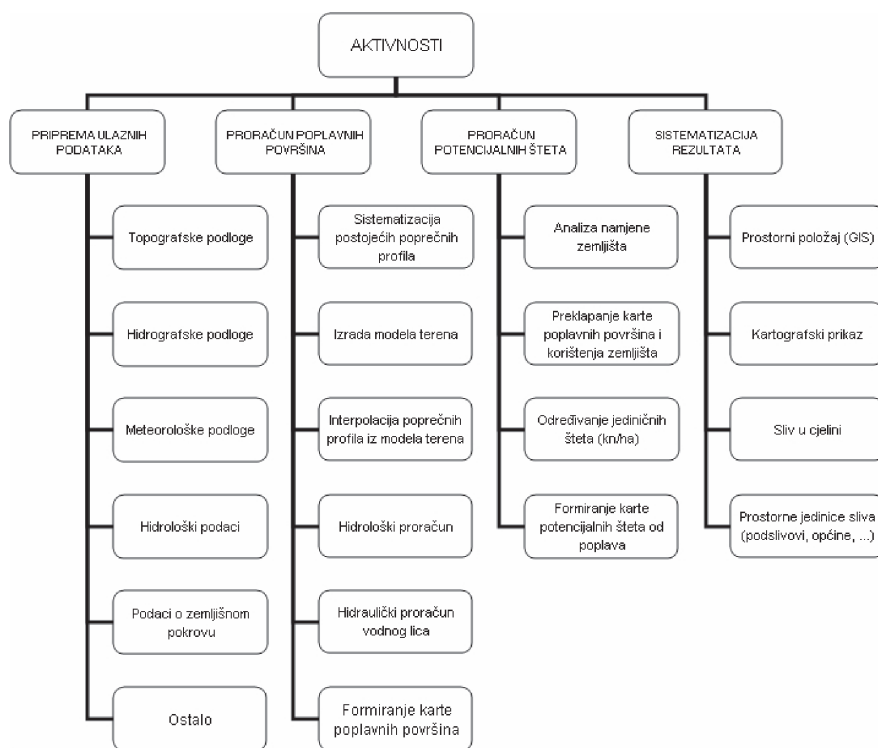 AKTIVNOSTI
PRIPREMA ULAZNIH
PODATAKA
PRORAČUN POPLAVNIH
POVRŠINA
PRORAČUN
POTENCIJALNIH ŠTETA
SISTEMATIZACIJA
REZULTATA
Topografske podloge
Hidrografske podloge
Meteorološke podloge
Hidrološki podaci
Podaci o zemljišnom
pokrovu
Ostalo
Sistematizacija
postojećih poprečnih
profila
Izrada modela terena
Interpolacija poprečnih
profila iz modela terena
Hidrološki proračun
Hidraulički proračun
vodnog lica
Formiranje karte
poplavnih površina
Analiza namjene
zemljišta
Preklapanje karte
poplavnih površina i
korištenja zemljišta
Određivanje jediničnih
šteta (kn/ha)
Formiranje karte
potencijalnih šteta od
poplava
Prostorni položaj (GIS)
Kartografski prikaz
Sliv u cjelini
Prostorne jedinice sliva
(podslivovi, općine, ...)